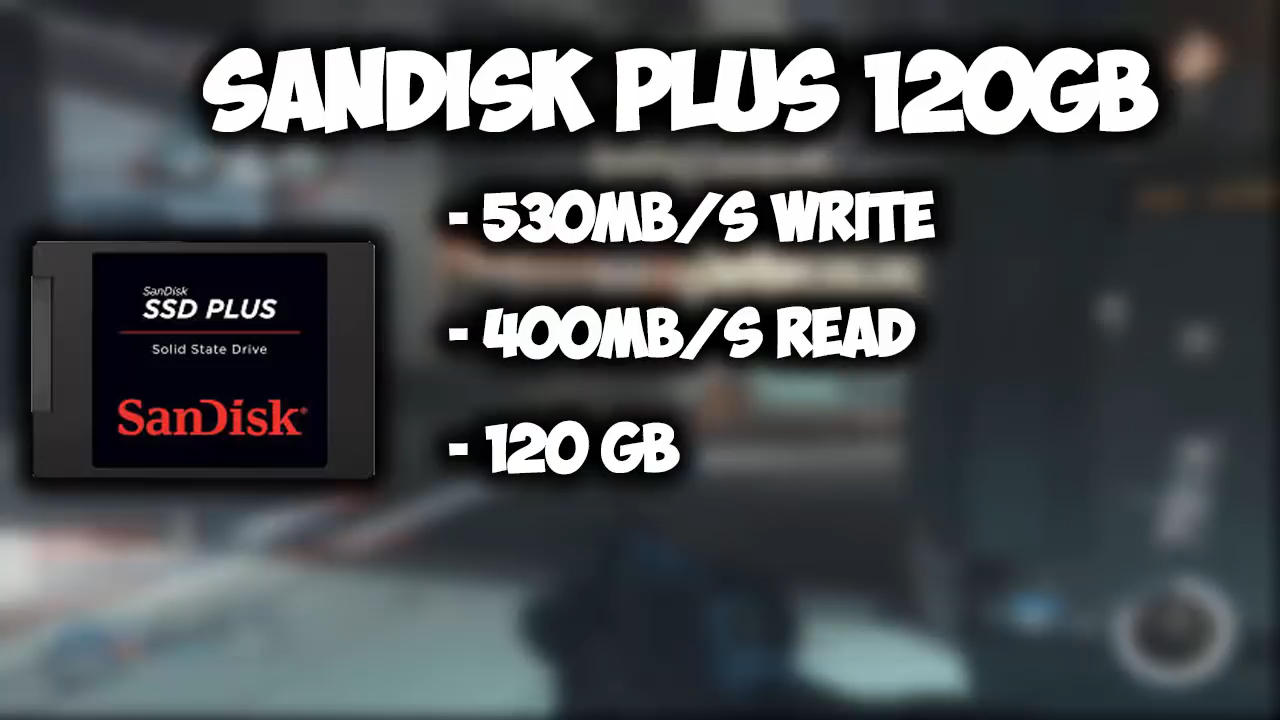 SANDISK PLUS 120GB
- 530MB/S WRITE
- 400MB/S READ
- 120 GB
SanDisk
SSD PLUS
Solid State Drive
SanDisk®